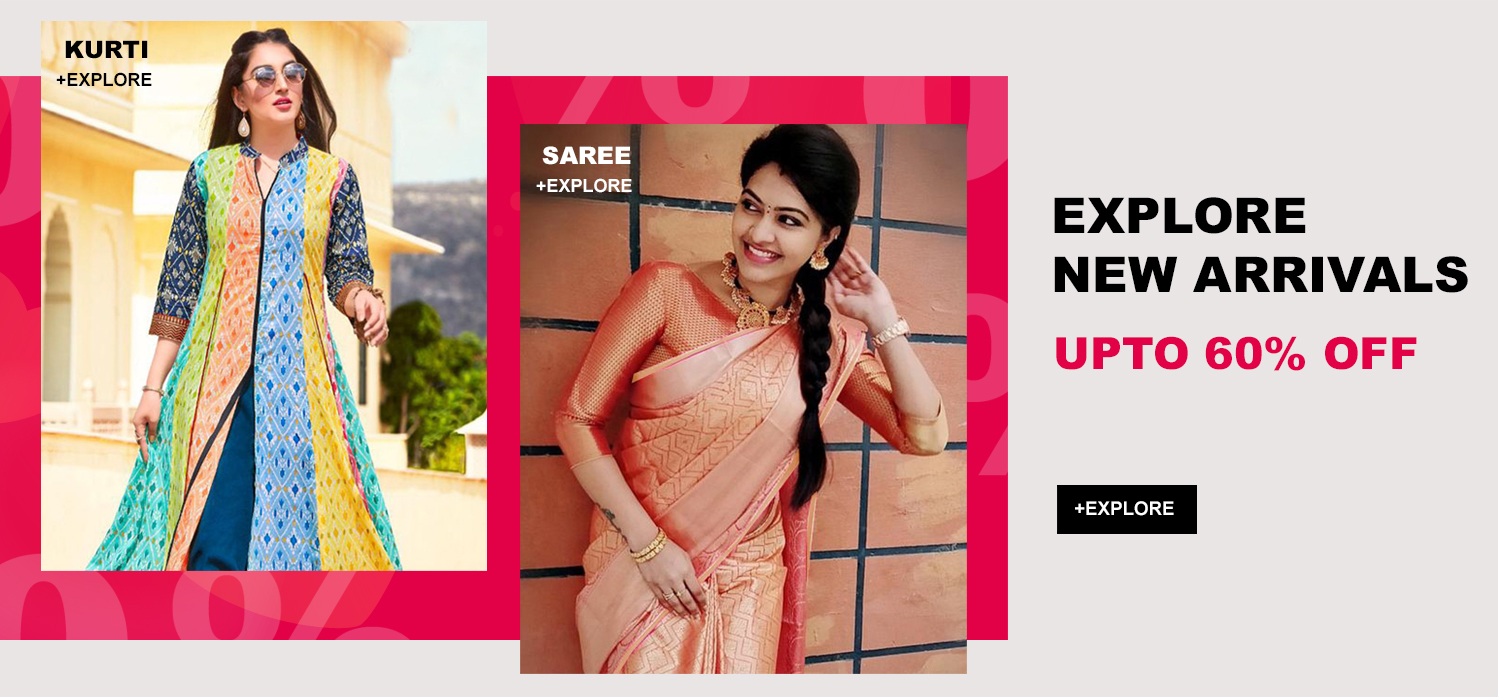 KURTI
+EXPLORE
SAREE
+EXPLORE
EXPLORE
NEW ARRIVALS
UPTO 60% OFF
+EXPLORE